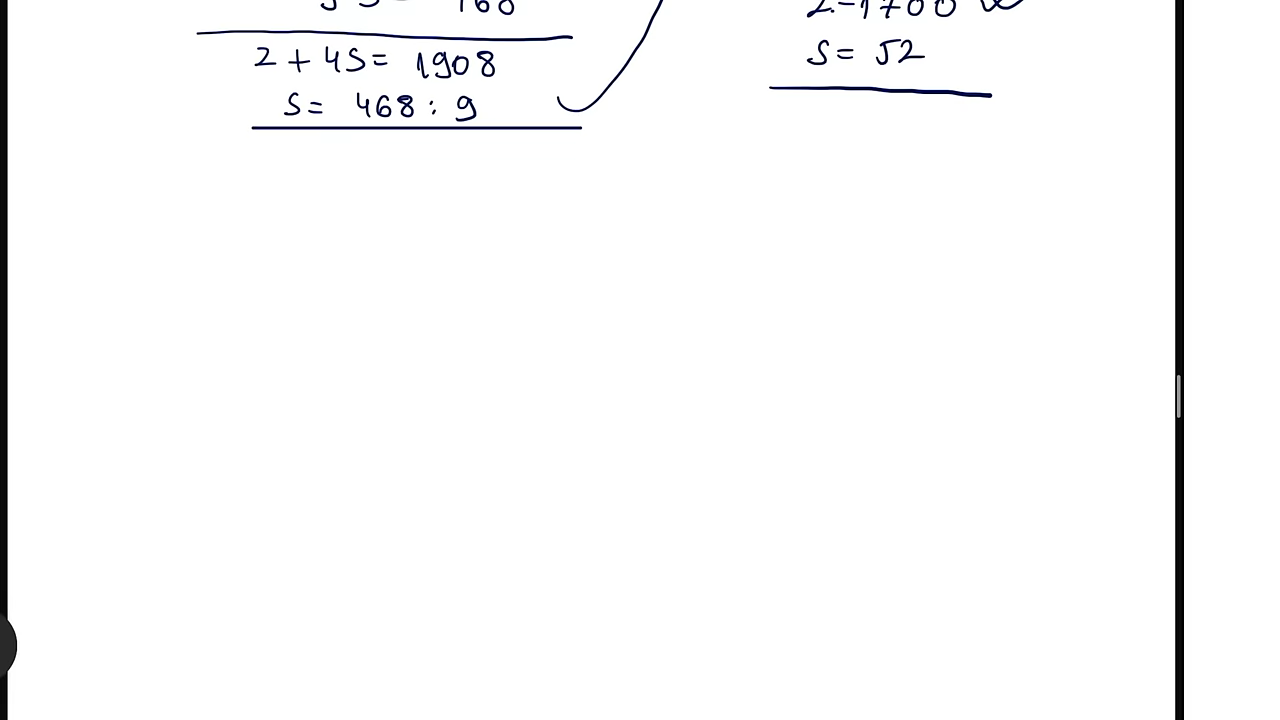 2 + 4S = 1908
S = 468 : 9
S = 52